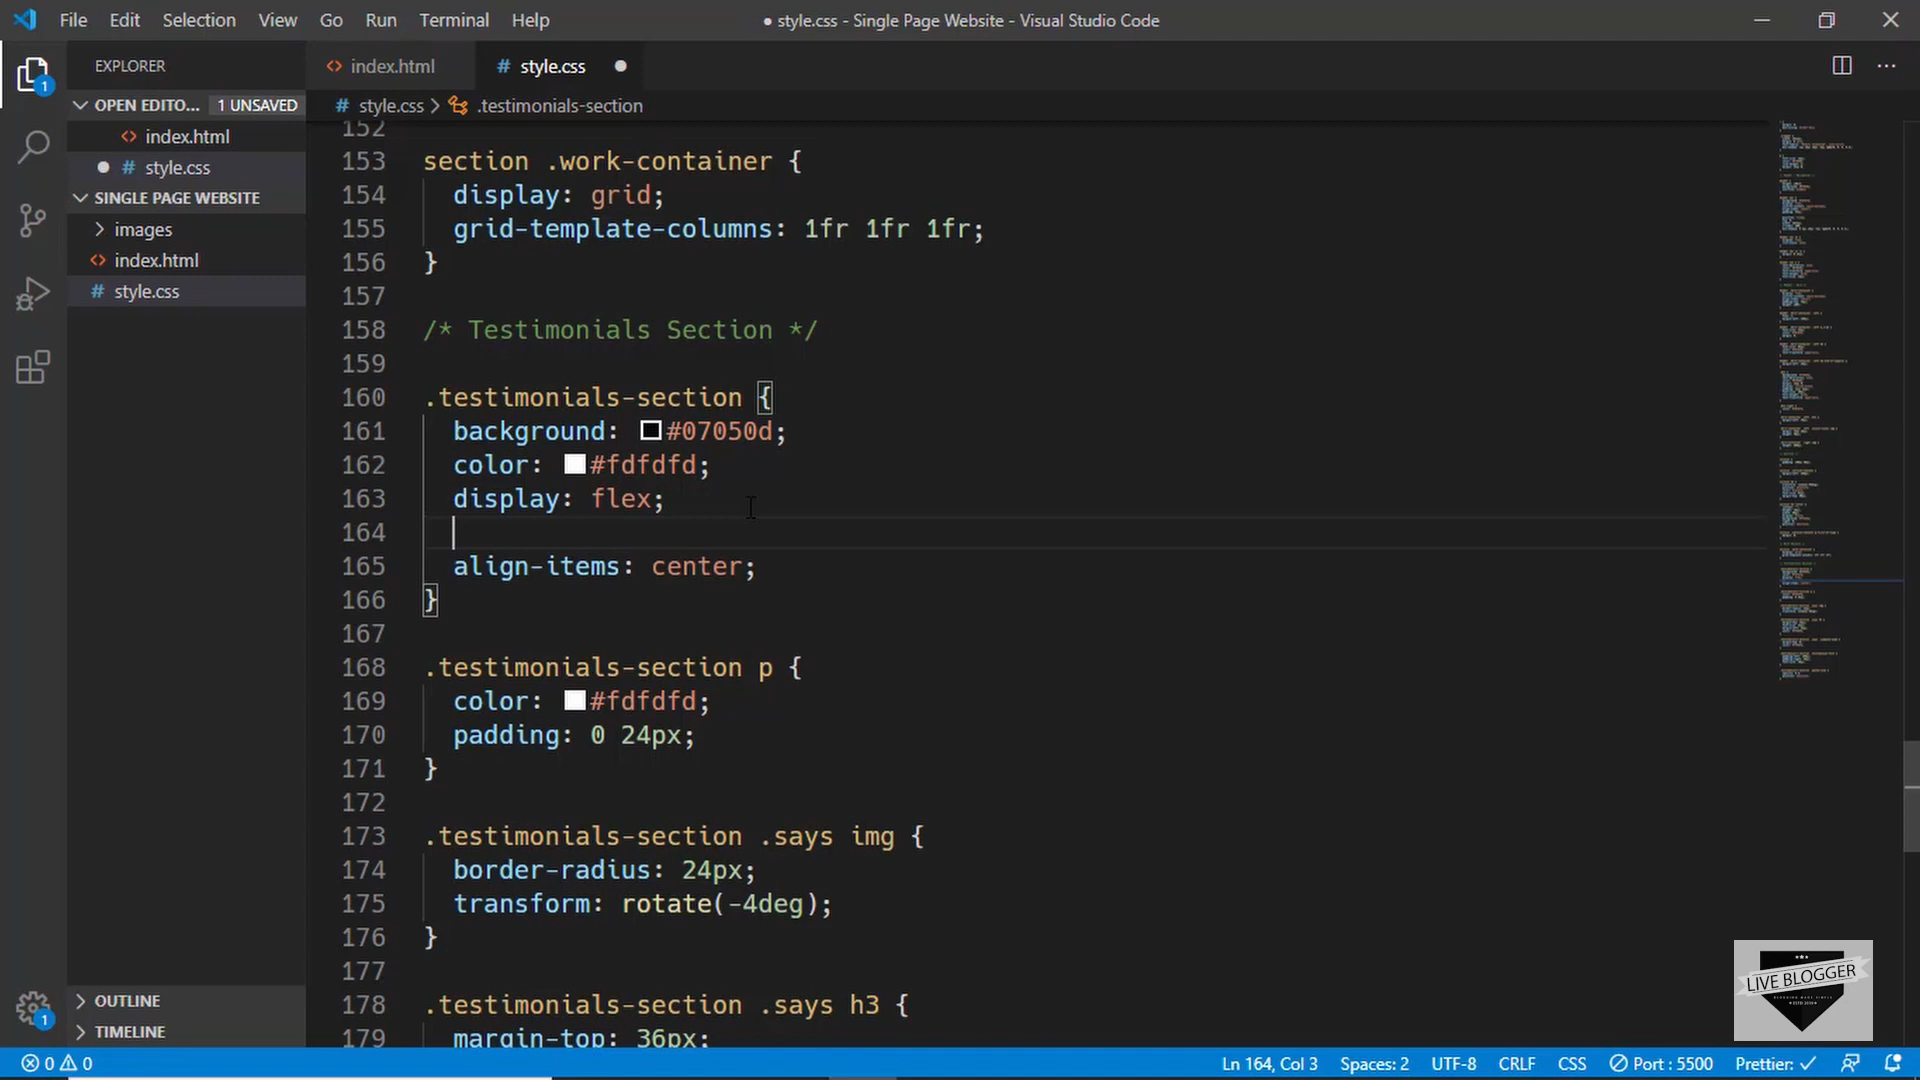 File Edit Selection View Go Run Terminal Help
● style.css - Single Page Website - Visual Studio Code
EXPLORER
OPEN EDITO... 1 UNSAVED
<> index.html
● # style.css
SINGLE PAGE WEBSITE
> images
<> index.html
# style.css
OUTLINE
TIMELINE
<> index.html
# style.css ●
# style.css > .testimonials-section
152
153 section .work-container {
154 display: grid;
155 grid-template-columns: 1fr 1fr 1fr;
156 }
157
158 /* Testimonials Section */
159
160 .testimonials-section {
161 background: #07050d;
162 color: #fdfdfd;
163 display: flex;
164
165 align-items: center;
166 }
167
168 .testimonials-section p {
169 color: #fdfdfd;
170 padding: 0 24px;
171 }
172
173 .testimonials-section .says img {
174 border-radius: 24px;
175 transform: rotate(-4deg);
176 }
177
178 .testimonials-section .says h3 {
179 margin-top: 36px;
LIVE BLOGGER
1
1
0 0
Ln 164, Col 3 Spaces: 2 UTF-8 CRLF CSS Port : 5500 Prettier: ✓